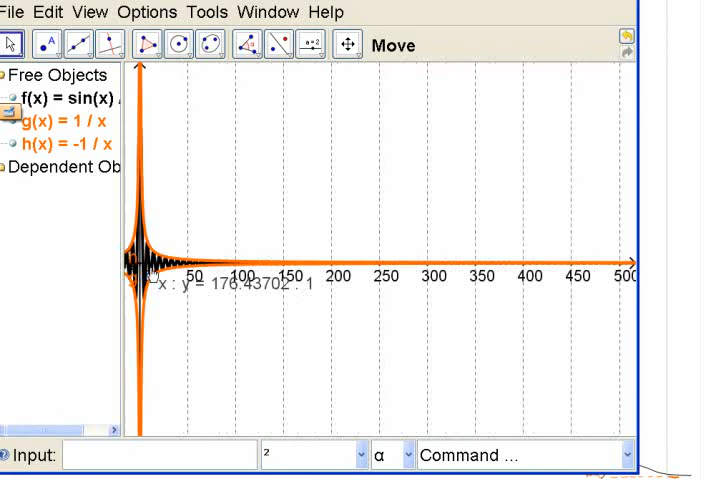 File Edit View Options Tools Window Help
A a=2 Move
Free Objects
f(x) = sin(x)
g(x) = 1 / x
h(x) = -1 / x
Dependent Ob
50 100 150 200 250 300 350 400 450 500
x : y = 176.43702 : 1
Input: ² α Command ...